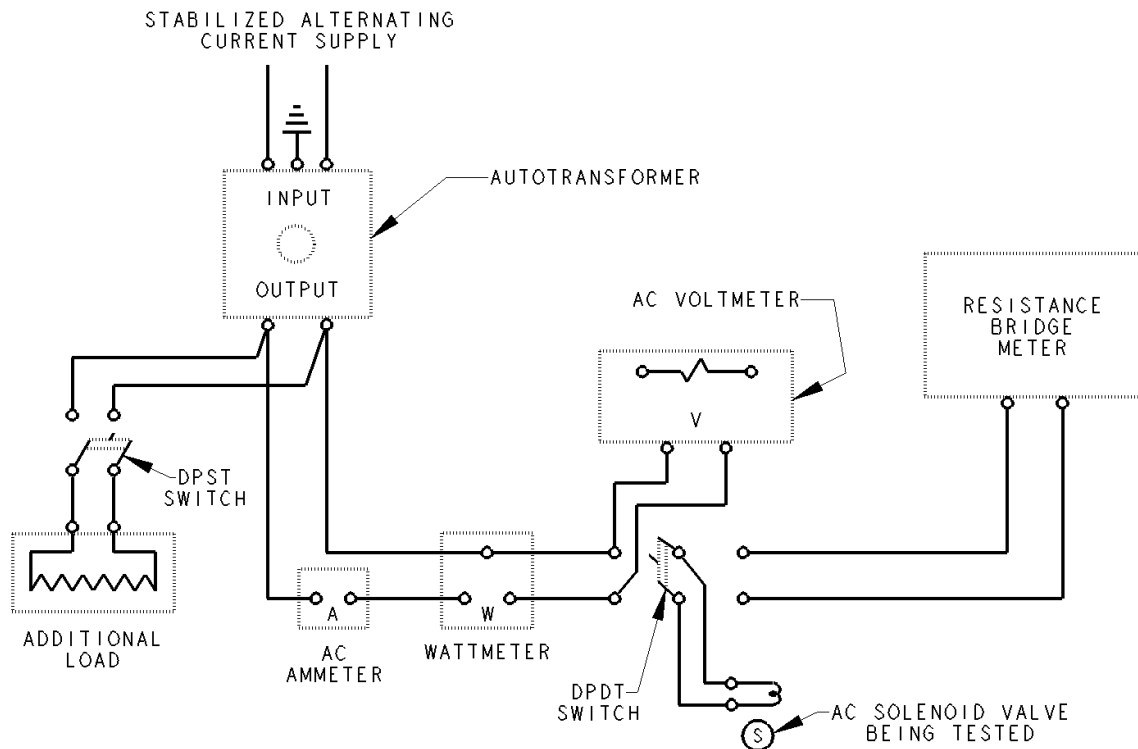 STABILIZED ALTERNATING
CURRENT SUPPLY
INPUT
AUTOTRANSFORMER
OUTPUT
AC VOLTMETER
RESISTANCE
BRIDGE
METER
V
DPST
SWITCH
A
W
ADDITIONAL
LOAD
AC
AMMETER
WATTMETER
DPDT
SWITCH
S
AC SOLENOID VALVE
BEING TESTED